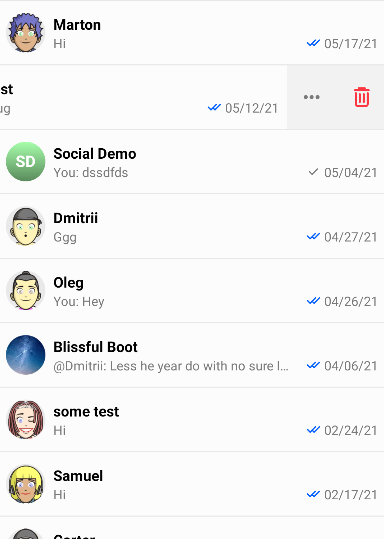 Marton
Hi
05/17/21
st
ug
05/12/21
SD
Social Demo
You: dssdfds
05/04/21
Dmitrii
Ggg
04/27/21
Oleg
You: Hey
04/26/21
Blissful Boot
@Dmitrii: Less he year do with no sure l...
04/06/21
some test
Hi
02/24/21
Samuel
Hi
02/17/21